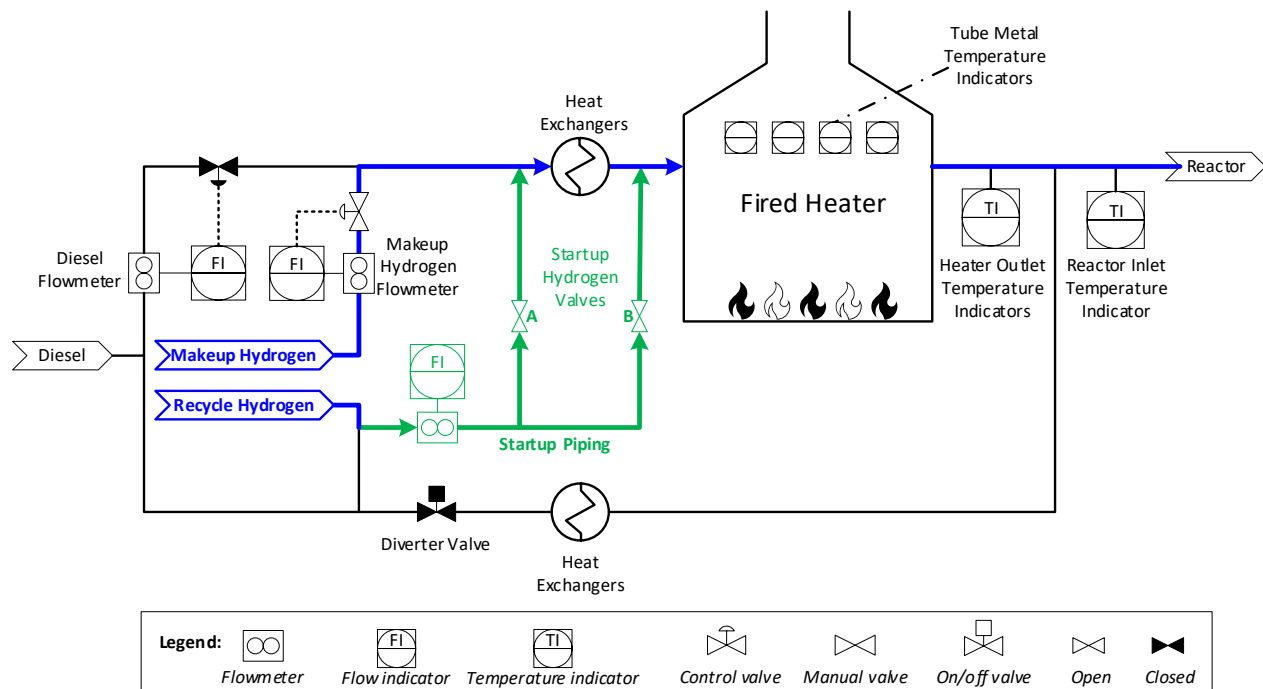 Tube Metal
Temperature
Indicators
Heat
Exchangers
Reactor
Fired Heater
TI
TI
Diesel
Flowmeter
FI
FI
Makeup
Hydrogen
Flowmeter
Startup
Hydrogen
Valves
Heater Outlet
Temperature
Indicators
Reactor Inlet
Temperature
Indicator
A
B
Diesel
Makeup Hydrogen
FI
Recycle Hydrogen
Startup Piping
Diverter Valve
Heat
Exchangers
Legend:
FI
TI
Flowmeter
Flow indicator
Temperature indicator
Control valve
Manual valve
On/off valve
Open
Closed